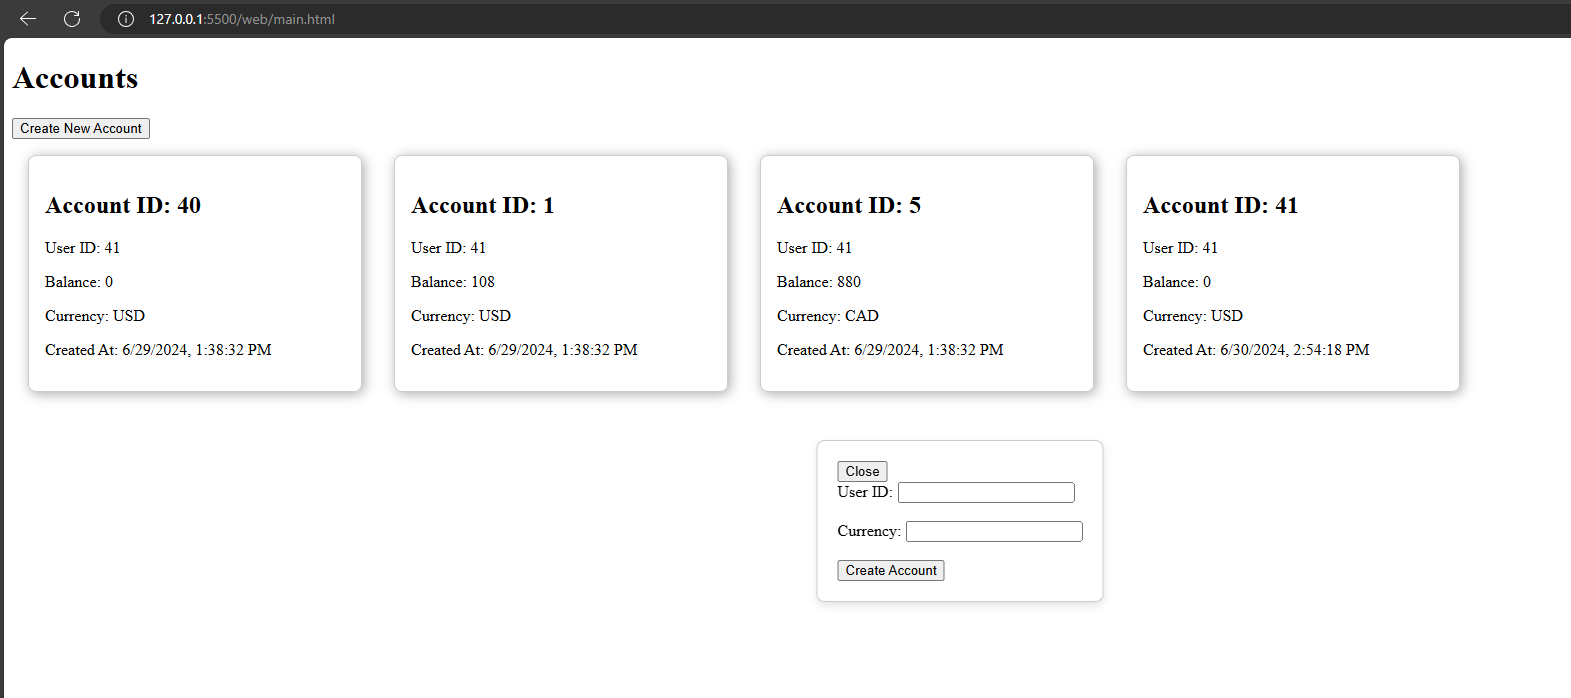 127.0.0.1:5500/web/main.html
Accounts
Create New Account
Account ID: 40
User ID: 41
Balance: 0
Currency: USD
Created At: 6/29/2024, 1:38:32 PM
Account ID: 1
User ID: 41
Balance: 108
Currency: USD
Created At: 6/29/2024, 1:38:32 PM
Account ID: 5
User ID: 41
Balance: 880
Currency: CAD
Created At: 6/29/2024, 1:38:32 PM
Account ID: 41
User ID: 41
Balance: 0
Currency: USD
Created At: 6/30/2024, 2:54:18 PM
Close
User ID:
Currency:
Create Account